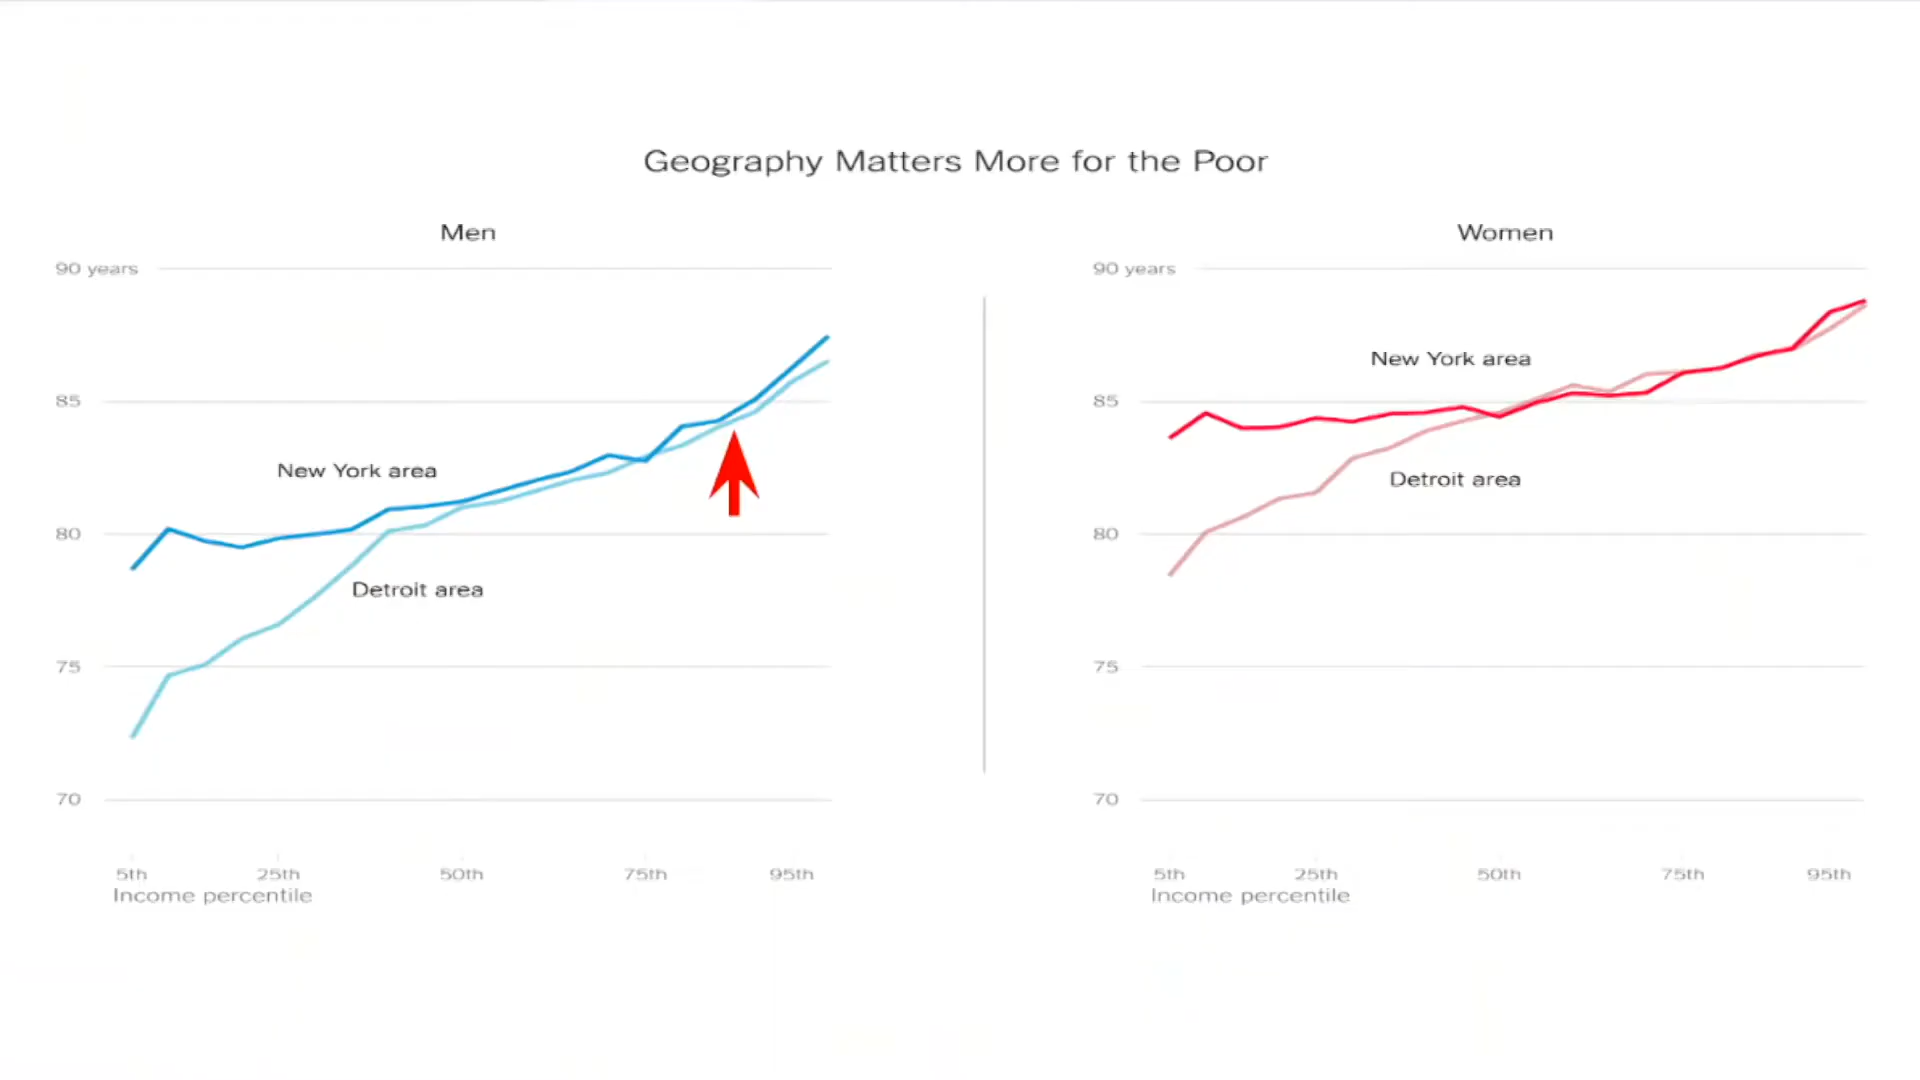 Geography Matters More for the Poor
Men
90 years
85
New York area
80
Detroit area
75
70
5th 25th 50th 75th 95th
Income percentile
Women
90 years
New York area
85
Detroit area
80
75
70
5th 25th 50th 75th 95th
Income percentile